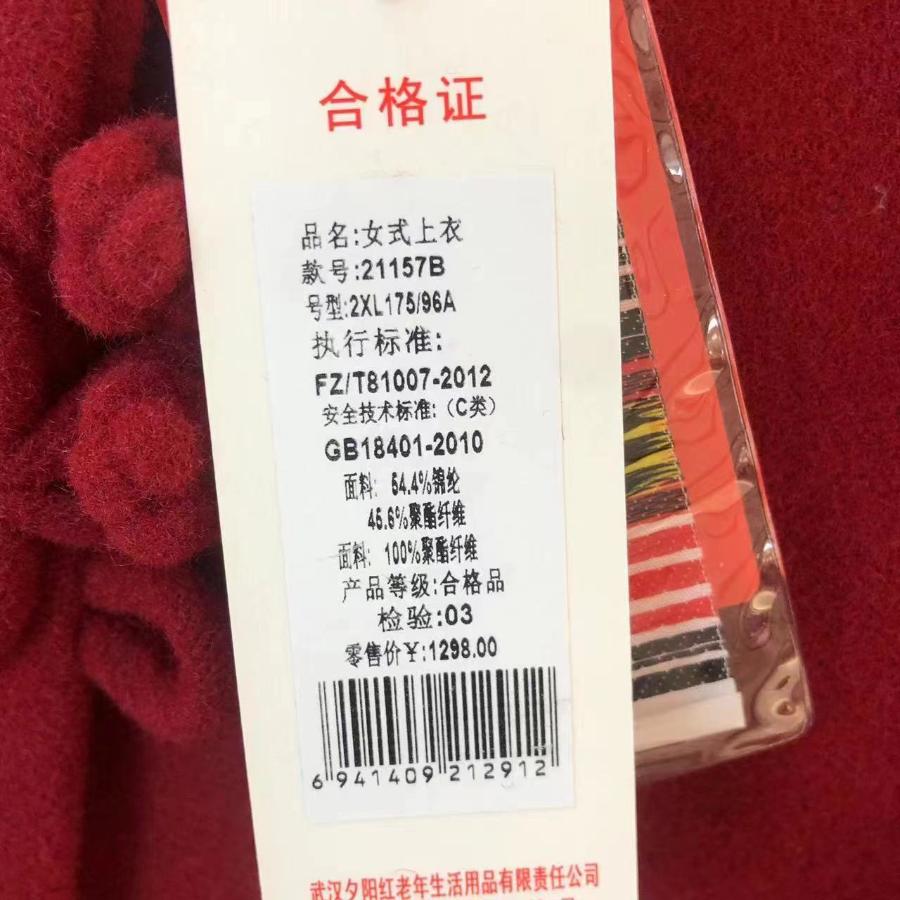 合格证
品名:女式上衣
款号:21157B
号型:2XL175/96A
执行标准:
FZ/T81007-2012
安全技术标准:（C类）
GB18401-2010
面料: 54.4%锦纶
45.6%聚酯纤维
面料: 100%聚酯纤维
产品等级:合格品
检验:03
零售价￥:1298.00
6 941409 212912
武汉夕阳红老年生活用品有限责任公司